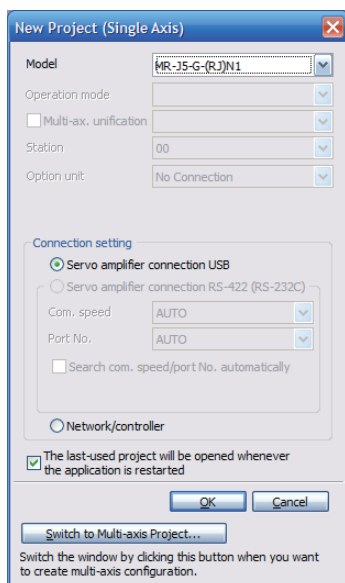 New Project (Single Axis)
Model MR-J5-G-(RJ)N1
Operation mode
Multi-ax. unification
Station 00
Option unit No Connection
Connection setting
Servo amplifier connection USB
Servo amplifier connection RS-422 (RS-232C)
Com. speed AUTO
Port No. AUTO
Search com. speed/port No. automatically
Network/controller
The last-used project will be opened whenever
the application is restarted
OK Cancel
Switch to Multi-axis Project...
Switch the window by clicking this button when you want
to create multi-axis configuration.